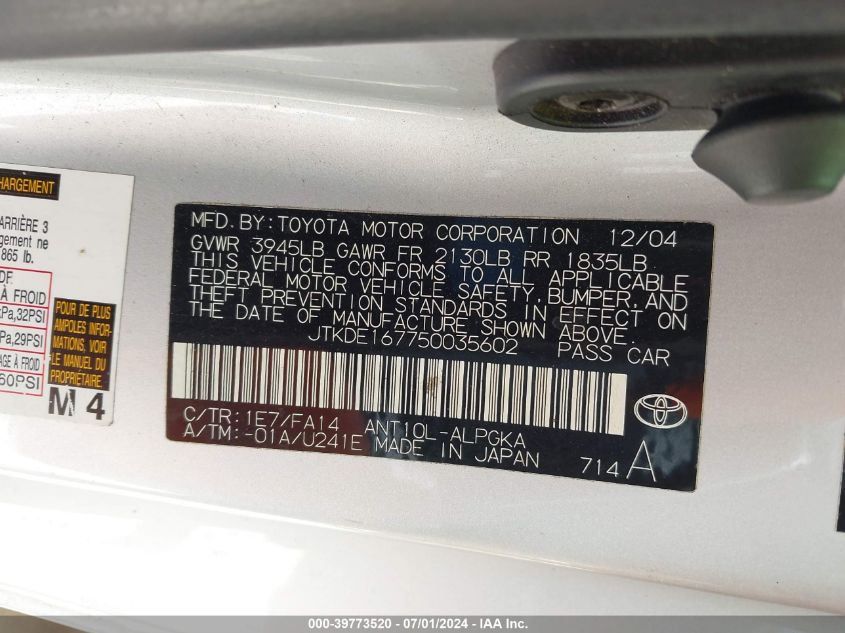 HARGEMENT
ARRIÈRE 3
gement ne
865 lb.
DF.
À FROID
Pa,32PSI
Pa,29PSI
AGE À FROID
60PSI
POUR DE PLUS
AMPLES INFOR-
MATIONS, VOIR
LE MANUEL DU
PROPRIÉTAIRE.
M 4
MFD. BY: TOYOTA MOTOR CORPORATION 12/04
GVWR 3945LB GAWR FR 2130LB RR 1835LB
THIS VEHICLE CONFORMS TO ALL APPLICABLE
FEDERAL MOTOR VEHICLE SAFETY, BUMPER, AND
THEFT PREVENTION STANDARDS IN EFFECT ON
THE DATE OF MANUFACTURE SHOWN ABOVE.
JTKDE167750035602 PASS CAR
C/TR: 1E7/FA14 ANT10L-ALPGKA
A/TM: -01A/U241E MADE IN JAPAN
714 A
000-39773520 - 07/01/2024 - IAA Inc.